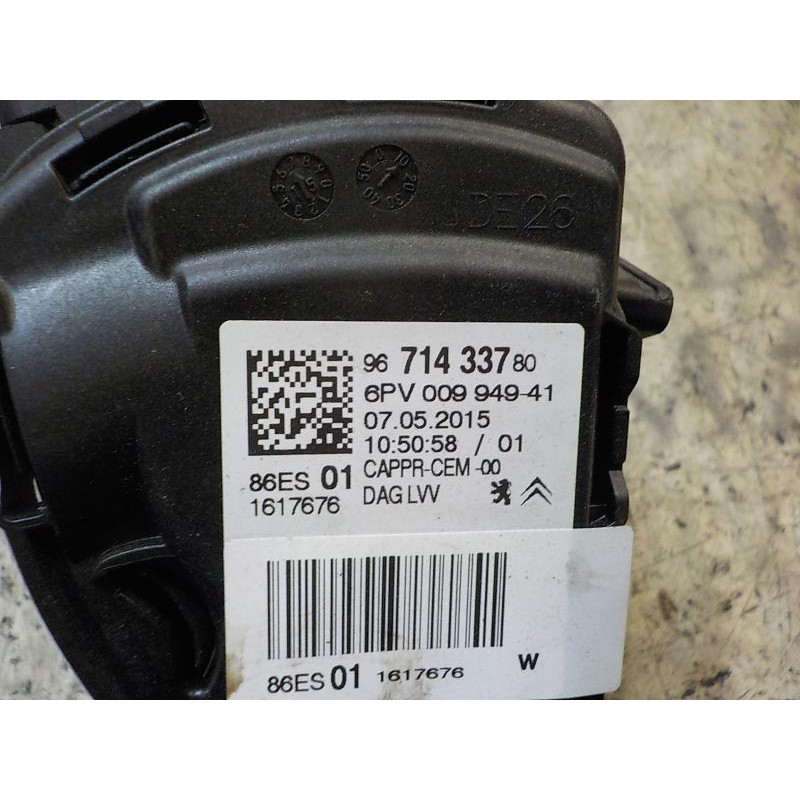 DE26
96 714 337 80
6PV 009 949-41
07.05.2015
10:50:58 / 01
CAPPR-CEM -00
DAG LVV
86ES 01
1617676
86ES 01 1617676 W